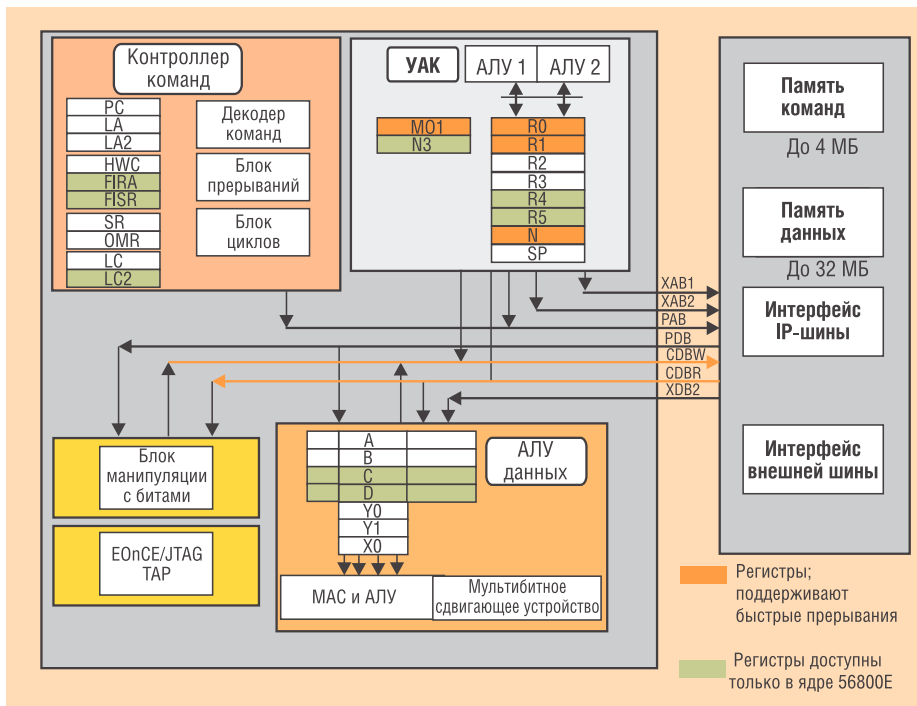 Контроллер
команд
PC
LA
LA2
HWC
FIRA
FISR
SR
OMR
LC
LC2
Декодер
команд
Блок
прерываний
Блок
циклов
УАК
АЛУ 1
АЛУ 2
MO1
N3
R0
R1
R2
R3
R4
R5
N
SP
Память
команд
До 4 МБ
Память
данных
До 32 МБ
Интерфейс
IP-шины
Интерфейс
внешней шины
XAB1
XAB2
PAB
PDB
CDBW
CDBR
XDB2
Блок
манипуляции
с битами
EOnCE/JTAG
TAP
A
B
C
D
Y0
Y1
X0
АЛУ
данных
MAC и АЛУ
Мультибитное
сдвигающее устройство
Регистры;
поддерживают
быстрые прерывания
Регистры доступны
только в ядре 56800E